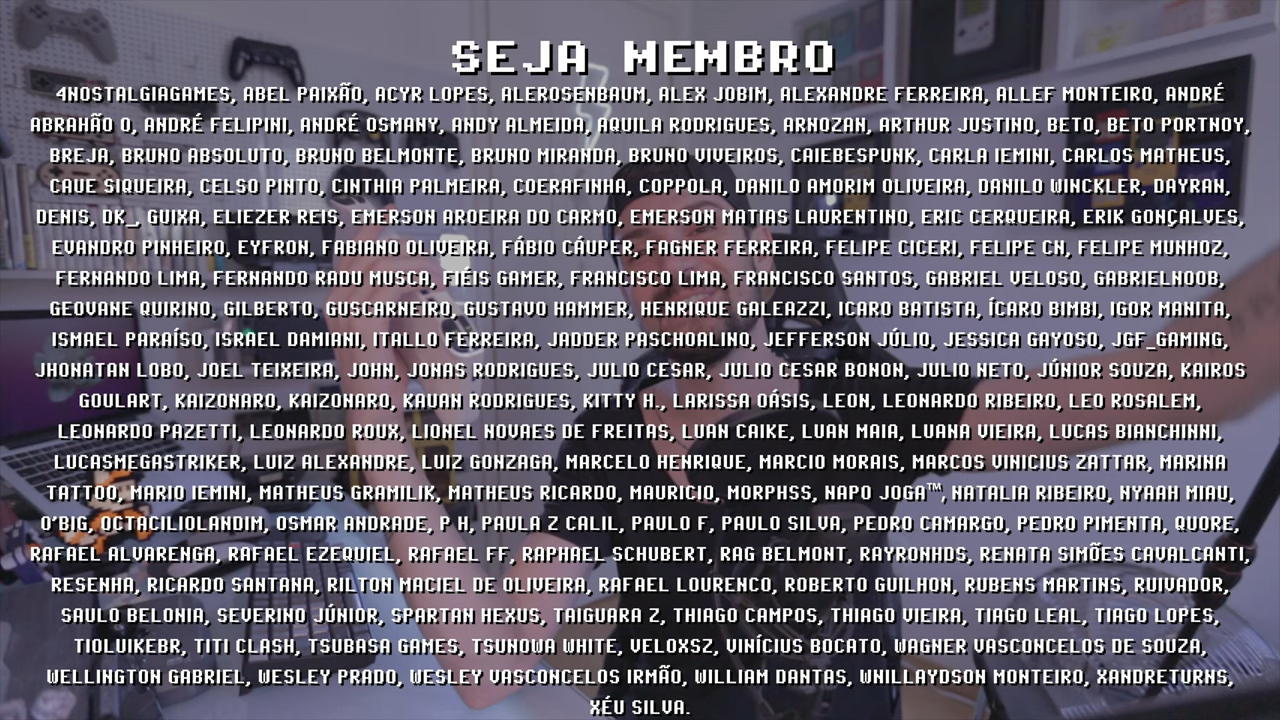 SEJA MEMBRO
4NOSTALGIAGAMES, ABEL PAIXÃO, ACYR LOPES, ALEROSENBAUM, ALEX JOBIM, ALEXANDRE FERREIRA, ALLEF MONTEIRO, ANDRÉ
ABRAHÃO O, ANDRÉ FELIPINI, ANDRÉ OSMANY, ANDY ALMEIDA, AQUILA RODRIGUES, ARNOZAN, ARTHUR JUSTINO, BETO, BETO PORTNOY,
BREJA, BRUNO ABSOLUTO, BRUNO BELMONTE, BRUNO MIRANDA, BRUNO VIVEIROS, CAIEBESPUNK, CARLA IEMINI, CARLOS MATHEUS,
CAUE SIQUEIRA, CELSO PINTO, CINTHIA PALMEIRA, COERAFINHA, COPPOLA, DANILO AMORIM OLIVEIRA, DANILO WINCKLER, DAYRAN,
DENIS, DK_, GUIXA, ELIEZER REIS, EMERSON AROEIRA DO CARMO, EMERSON MATIAS LAURENTINO, ERIC CERQUEIRA, ERIK GONÇALVES,
EVANDRO PINHEIRO, EYFRON, FABIANO OLIVEIRA, FÁBIO CÁUPER, FAGNER FERREIRA, FELIPE CICERI, FELIPE CN, FELIPE MUNHOZ,
FERNANDO LIMA, FERNANDO RADU MUSCA, FIÉIS GAMER, FRANCISCO LIMA, FRANCISCO SANTOS, GABRIEL VELOSO, GABRIELNOOB,
GEOVANE QUIRINO, GILBERTO, GUSCARNEIRO, GUSTAVO HAMMER, HENRIQUE GALEAZZI, ICARO BATISTA, ÍCARO BIMBI, IGOR MANITA,
ISMAEL PARAÍSO, ISRAEL DAMIANI, ITALLO FERREIRA, JADDER PASCHOALINO, JEFFERSON JÚLIO, JESSICA GAYOSO, JGF_GAMING,
JHONATAN LOBO, JOEL TEIXEIRA, JOHN, JONAS RODRIGUES, JULIO CESAR, JULIO CESAR BONON, JULIO NETO, JÚNIOR SOUZA, KAIROS
GOULART, KAIZONARO, KAIZONARO, KAUAN RODRIGUES, KITTY H., LARISSA OÁSIS, LEON, LEONARDO RIBEIRO, LEO ROSALEM,
LEONARDO PAZETTI, LEONARDO ROUX, LIONEL NOVAES DE FREITAS, LUAN CAIKE, LUAN MAIA, LUANA VIEIRA, LUCAS BIANCHINNI,
LUCASMEGASTRIKER, LUIZ ALEXANDRE, LUIZ GONZAGA, MARCELO HENRIQUE, MARCIO MORAIS, MARCOS VINICIUS ZATTAR, MARINA
TATTOO, MARIO IEMINI, MATHEUS GRAMILIK, MATHEUS RICARDO, MAURICIO, MORPHSS, NAPO JOGA™, NATALIA RIBEIRO, NYAAH MIAU,
O'BIG, OCTACILIOLANDIM, OSMAR ANDRADE, P H, PAULA Z CALIL, PAULO F, PAULO SILVA, PEDRO CAMARGO, PEDRO PIMENTA, QUORE,
RAFAEL ALVARENGA, RAFAEL EZEQUIEL, RAFAEL FF, RAPHAEL SCHUBERT, RAG BELMONT, RAYRONHDS, RENATA SIMÕES CAVALCANTI,
RESENHA, RICARDO SANTANA, RILTON MACIEL DE OLIVEIRA, RAFAEL LOURENCO, ROBERTO GUILHON, RUBENS MARTINS, RUIVADOR,
SAULO BELONIA, SEVERINO JÚNIOR, SPARTAN HEXUS, TAIGUARA Z, THIAGO CAMPOS, THIAGO VIEIRA, TIAGO LEAL, TIAGO LOPES,
TIOLUIKEBR, TITI CLASH, TSUBASA GAMES, TSUNOWA WHITE, VELOXSZ, VINÍCIUS BOCATO, WAGNER VASCONCELOS DE SOUZA,
WELLINGTON GABRIEL, WESLEY PRADO, WESLEY VASCONCELOS IRMÃO, WILLIAM DANTAS, WNILLAYDSON MONTEIRO, XANDRETURNS,
XÉU SILVA.